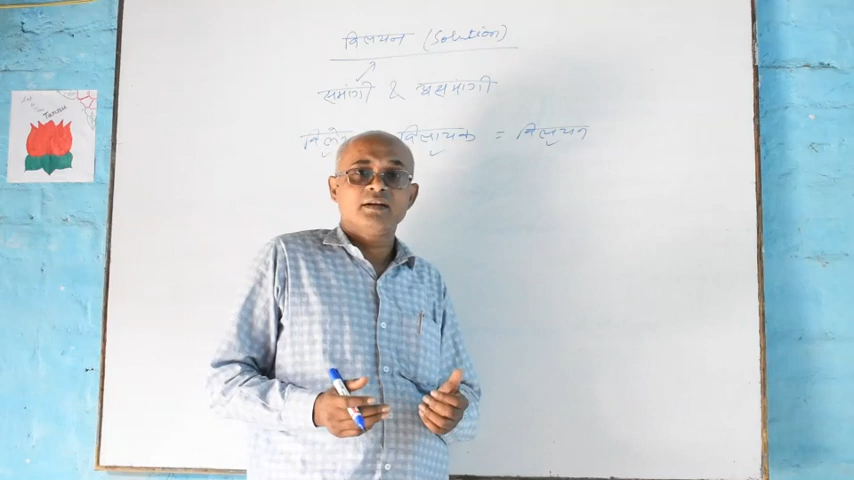 विलयन (Solution)
समांगी & असमांगी
विलायक = विलयन